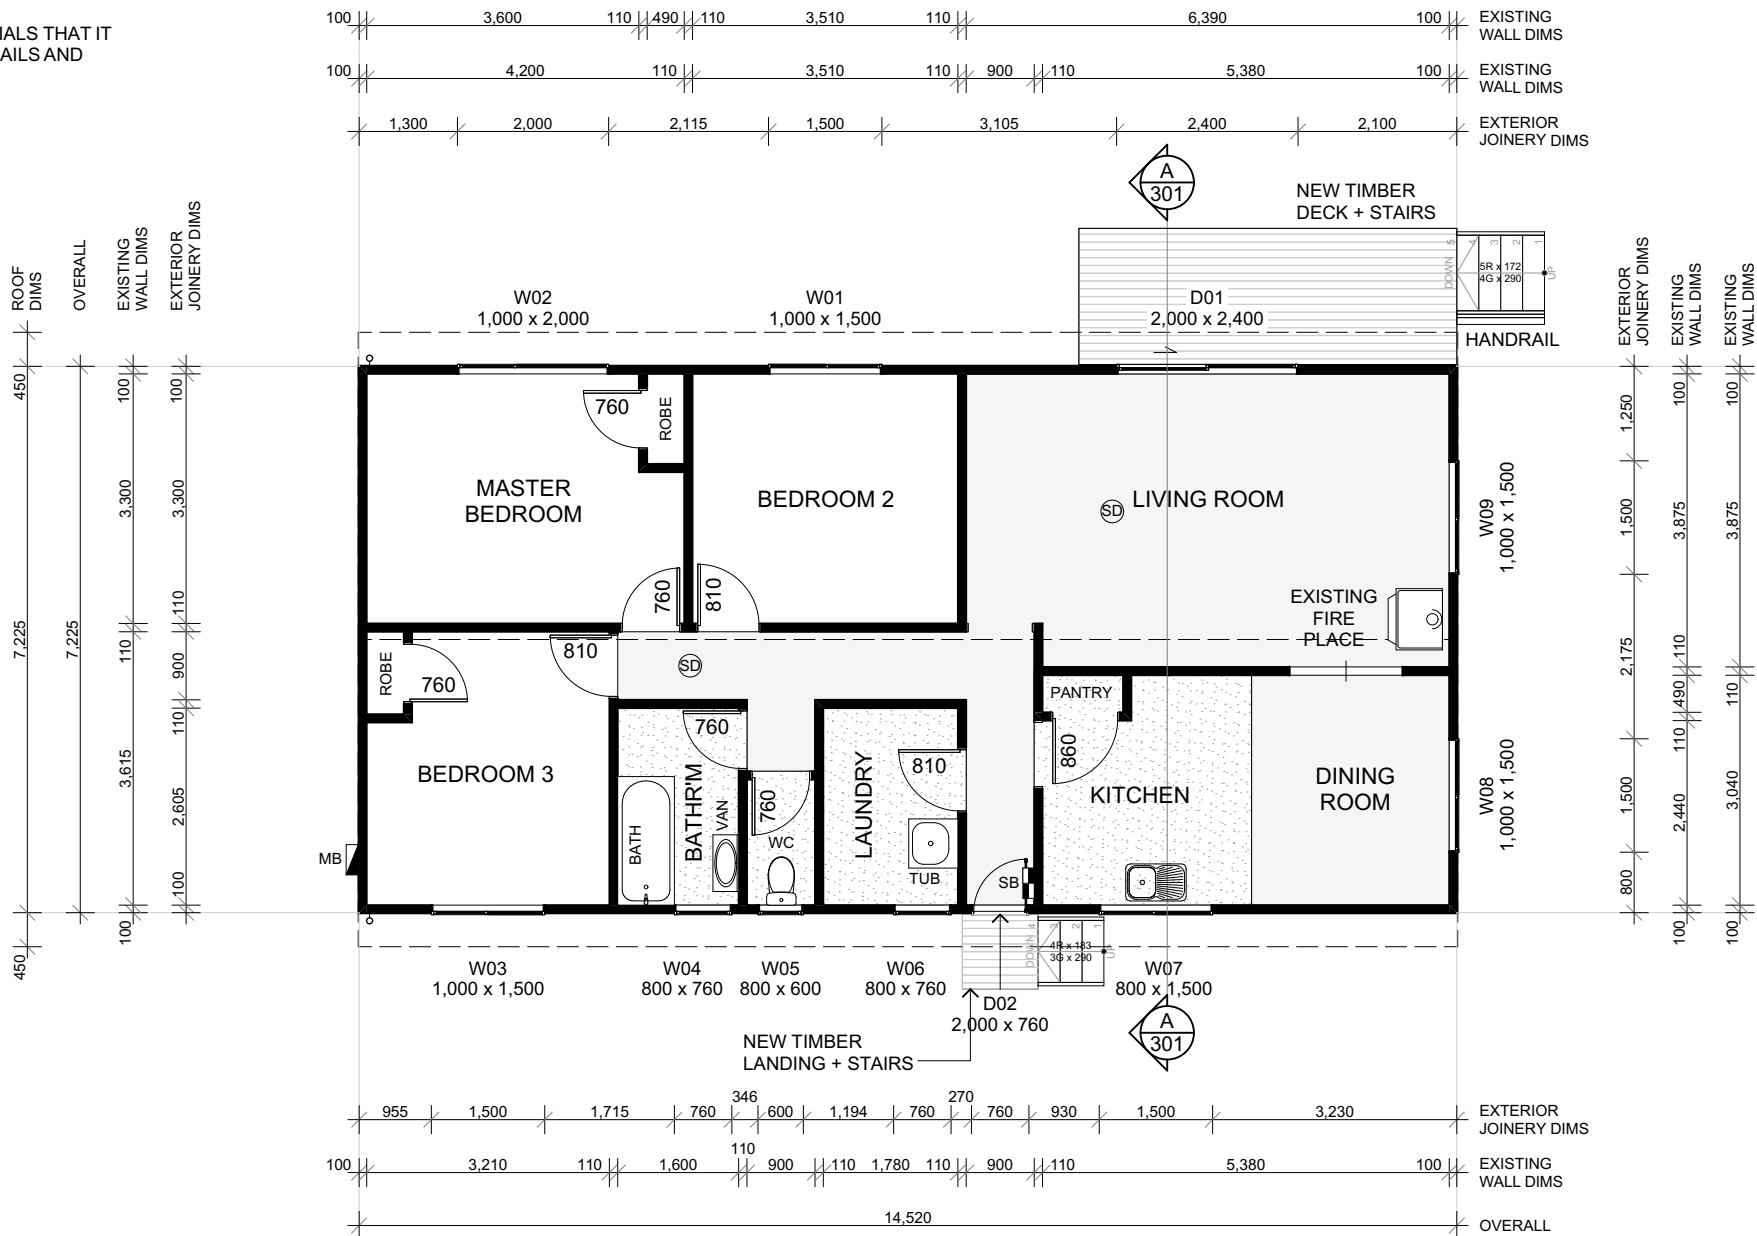 IALS THAT IT
AILS AND
100 3,600 110 490 110 3,510 110 6,390 100 EXISTING
WALL DIMS
100 4,200 110 3,510 110 900 110 5,380 100 EXISTING
WALL DIMS
1,300 2,000 2,115 1,500 3,105 2,400 2,100 EXTERIOR
JOINERY DIMS
A
301
NEW TIMBER
DECK + STAIRS
ROOF
DIMS
OVERALL
EXISTING
WALL DIMS
EXTERIOR
JOINERY DIMS
450 7,225 450
7,225
100 3,300 110 3,615 100
100 3,300 110 900 110 2,605 100
W02
1,000 x 2,000
W01
1,000 x 1,500
D01
2,000 x 2,400
DOWN 5 4 3 2 1 UP
5R x 172
4G x 290
HANDRAIL
EXTERIOR
JOINERY DIMS
EXISTING
WALL DIMS
EXISTING
WALL DIMS
1,250 1,500 2,175 1,500 800
100 3,875 110 490 110 2,440 100
100 3,875 110 3,040 100
760
ROBE
MASTER
BEDROOM
BEDROOM 2
SD
LIVING ROOM
W09
1,000 x 1,500
760
810
EXISTING
FIRE
PLACE
810
SD
ROBE
760
PANTRY
760
860
810
BEDROOM 3
BATHR'M
BATH
VAN
760
WC
LAUNDRY
TUB
KITCHEN
DINING
ROOM
W08
1,000 x 1,500
MB
SB
DOWN 4 3 2 1 UP
4R x 183
3G x 290
W03
1,000 x 1,500
W04
800 x 760
W05
800 x 600
W06
800 x 760
D02
2,000 x 760
W07
800 x 1,500
A
301
NEW TIMBER
LANDING + STAIRS
955 1,500 1,715 760 346 600 1,194 760 270 760 930 1,500 3,230 EXTERIOR
JOINERY DIMS
100 3,210 110 1,600 110 900 110 1,780 110 900 110 5,380 100 EXISTING
WALL DIMS
14,520 OVERALL